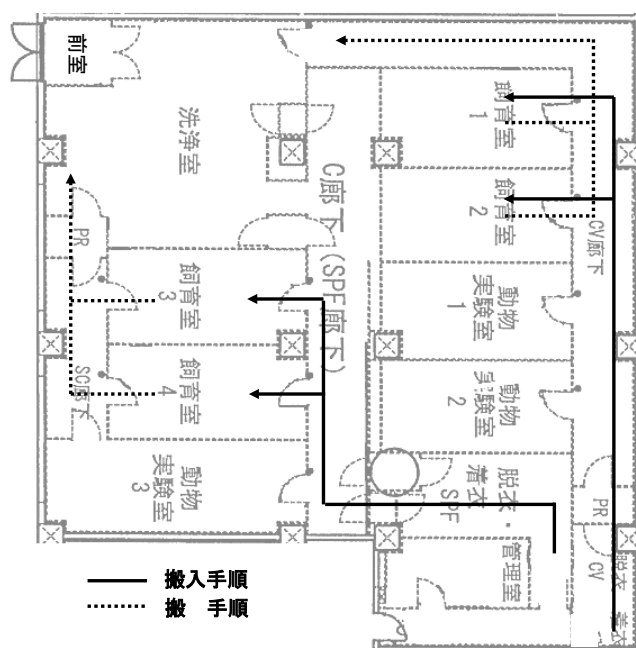 前室
洗浄室
飼育室
1
飼育室
2
C廊下（SPF廊下）
CV廊下
PR
飼育室
3
動物
実験室
1
飼育室
4
動物
実験室
2
SC廊下
動物
実験室
3
脱衣・
着衣
SPF
PR
管理室
CV
脱衣
着衣
搬入手順
搬　手順